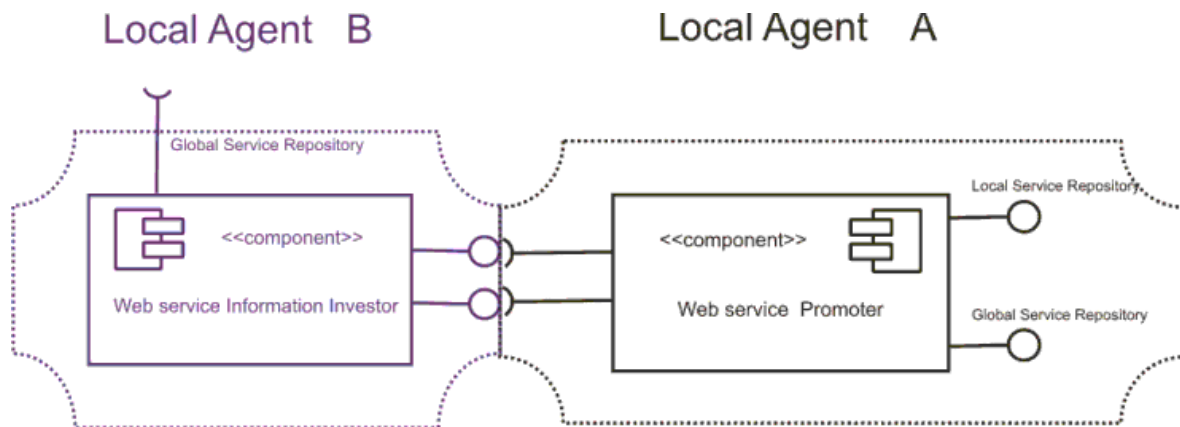 Local Agent B
Local Agent A
Global Service Repository
<<component>>
Web service Information Investor
<<component>>
Web service Promoter
Local Service Repository
Global Service Repository